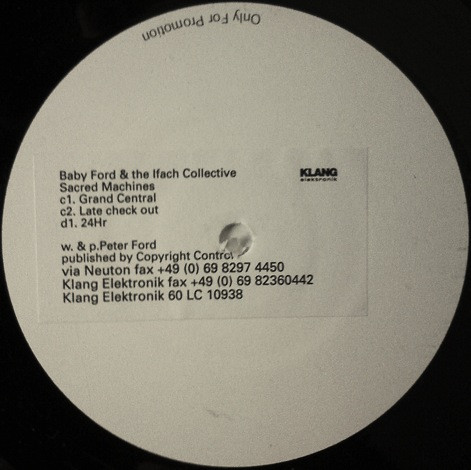 Only For Promotion
Baby Ford & the Ifach Collective
Sacred Machines
c1. Grand Central
c2. Late check out
d1. 24Hr
KLANG
elektronik
w. & p.Peter Ford
published by Copyright Control
via Neuton fax +49 (0) 69 8297 4450
Klang Elektronik fax +49 (0) 69 82360442
Klang Elektronik 60 LC 10938